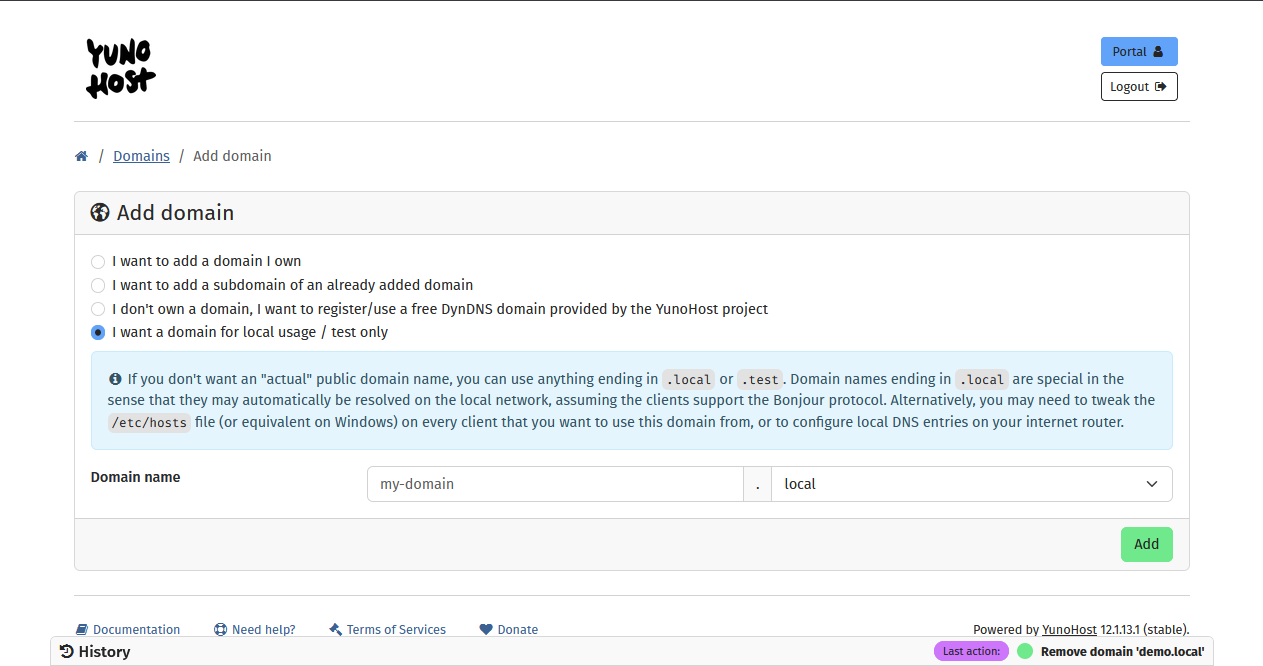 YUNO
HOST
Portal
Logout
/ Domains / Add domain
Add domain
I want to add a domain I own
I want to add a subdomain of an already added domain
I don't own a domain, I want to register/use a free DynDNS domain provided by the YunoHost project
I want a domain for local usage / test only
If you don't want an "actual" public domain name, you can use anything ending in .local or .test. Domain names ending in .local are special in the
sense that they may automatically be resolved on the local network, assuming the clients support the Bonjour protocol. Alternatively, you may need to tweak the
/etc/hosts file (or equivalent on Windows) on every client that you want to use this domain from, or to configure local DNS entries on your internet router.
Domain name my-domain . local
Add
Documentation Need help? Terms of Services Donate Powered by YunoHost 12.1.13.1 (stable).
History Last action: Remove domain 'demo.local'